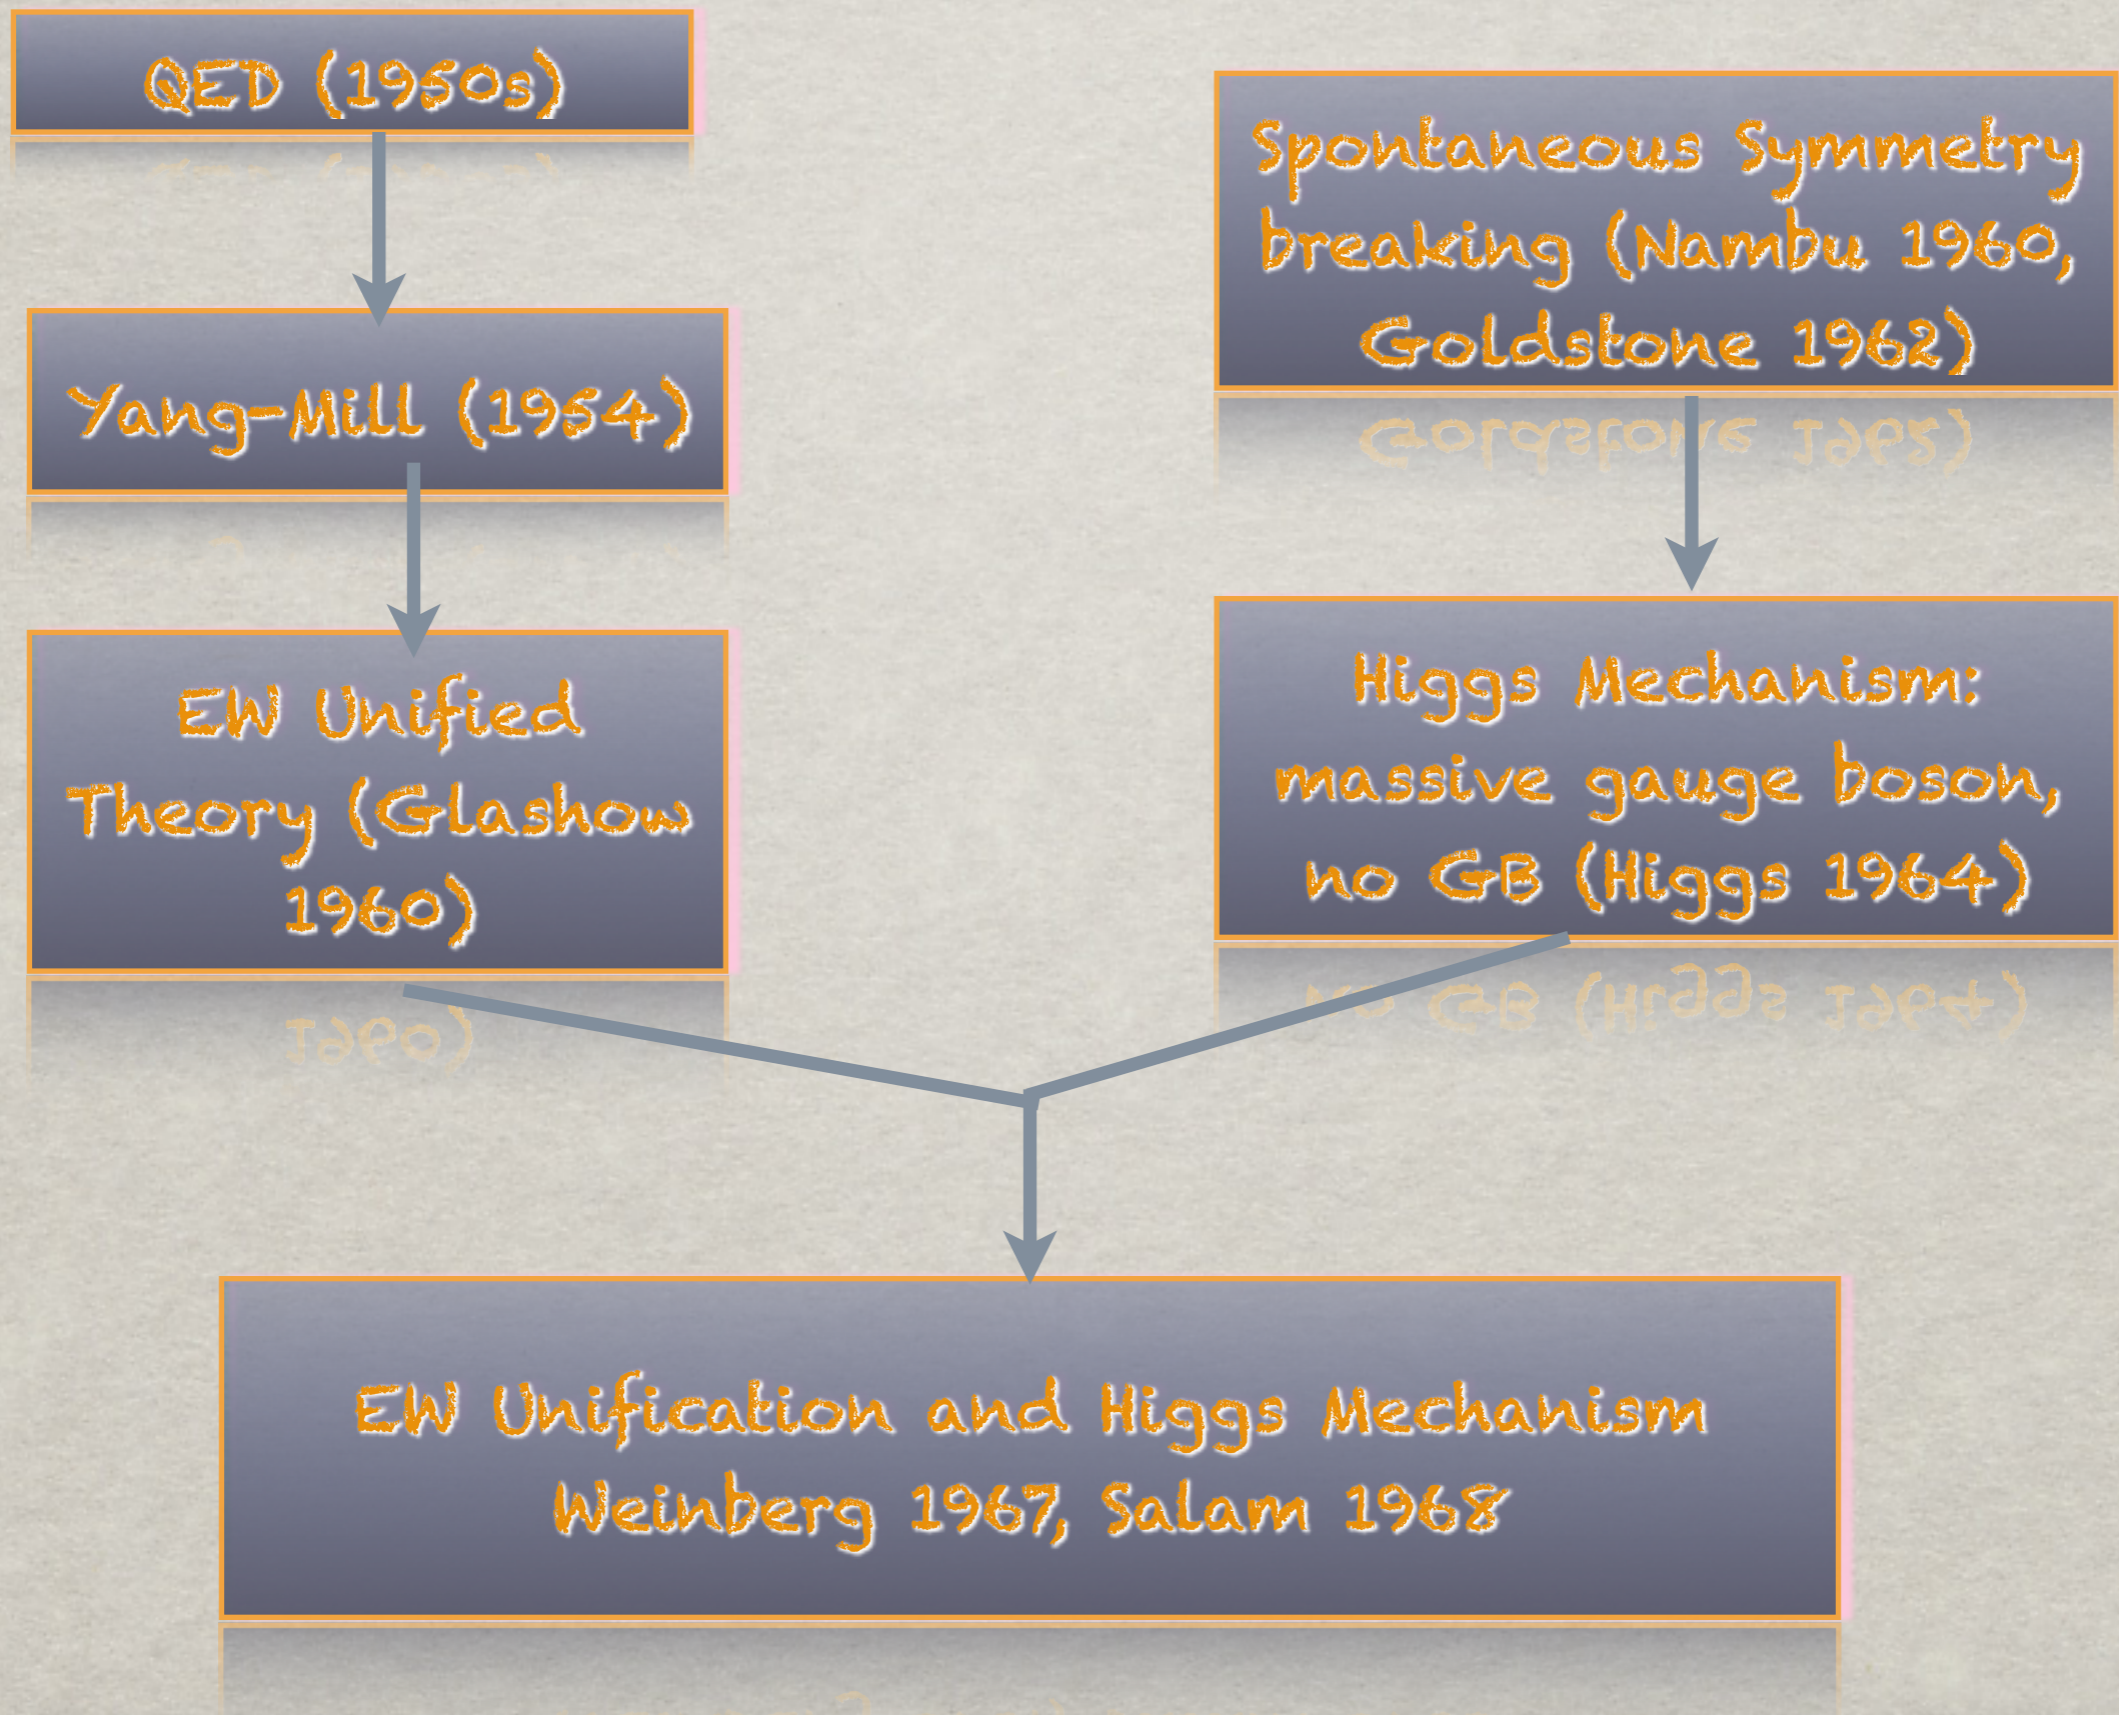 QED (1950s)
Yang-Mill (1954)
EW Unified
Theory (Glashow
1960)
Spontaneous Symmetry
breaking (Nambu 1960,
Goldstone 1962)
Higgs Mechanism:
massive gauge boson,
no GB (Higgs 1964)
EW Unification and Higgs Mechanism
Weinberg 1967, Salam 1968